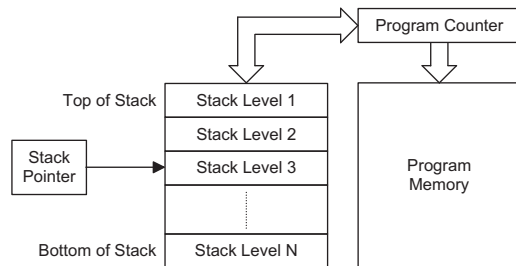 Program Counter
Top of Stack
Stack Level 1
Stack Level 2
Stack
Pointer
Stack Level 3
Program
Memory
Bottom of Stack
Stack Level N